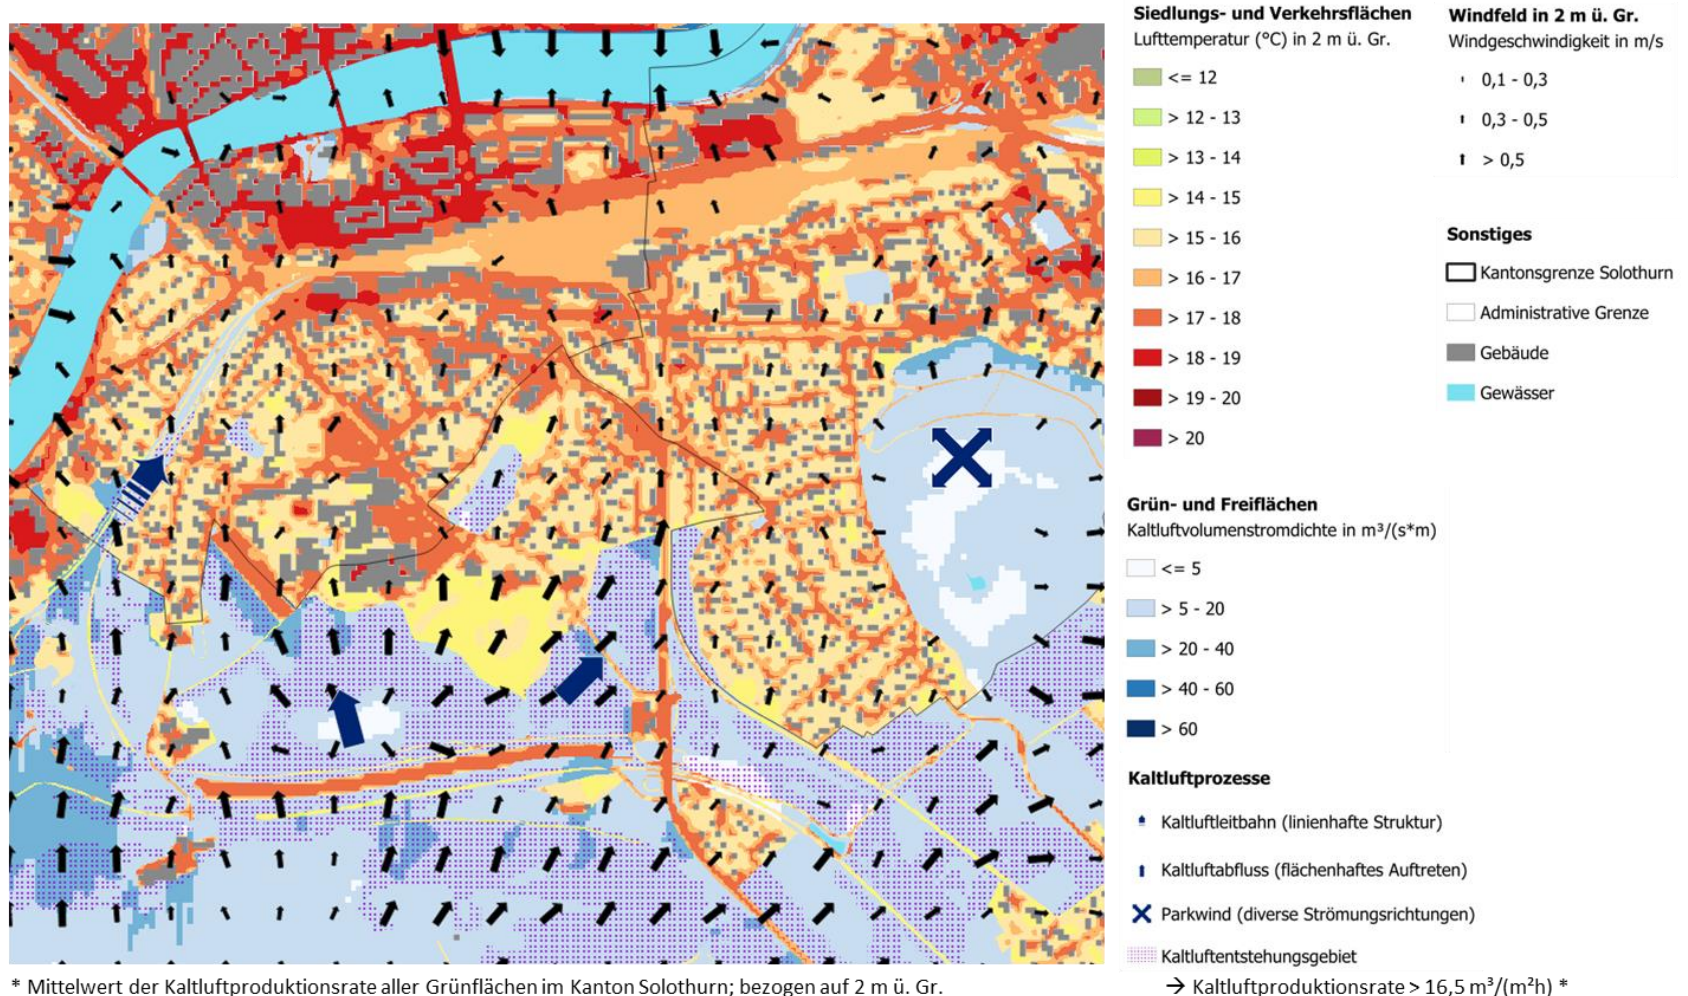 Siedlungs- und Verkehrsflächen
Lufttemperatur (°C) in 2 m ü. Gr.
<= 12
> 12 - 13
> 13 - 14
> 14 - 15
> 15 - 16
> 16 - 17
> 17 - 18
> 18 - 19
> 19 - 20
> 20
Windfeld in 2 m ü. Gr.
Windgeschwindigkeit in m/s
0,1 - 0,3
0,3 - 0,5
> 0,5
Sonstiges
Kantonsgrenze Solothurn
Administrative Grenze
Gebäude
Gewässer
Grün- und Freiflächen
Kaltluftvolumenstromdichte in m³/(s*m)
<= 5
> 5 - 20
> 20 - 40
> 40 - 60
> 60
Kaltluftprozesse
Kaltluftleitbahn (linienhafte Struktur)
Kaltluftabfluss (flächenhaftes Auftreten)
Parkwind (diverse Strömungsrichtungen)
Kaltluftentstehungsgebiet
→ Kaltluftproduktionsrate > 16,5 m³/(m²h) *
* Mittelwert der Kaltluftproduktionsrate aller Grünflächen im Kanton Solothurn; bezogen auf 2 m ü. Gr.